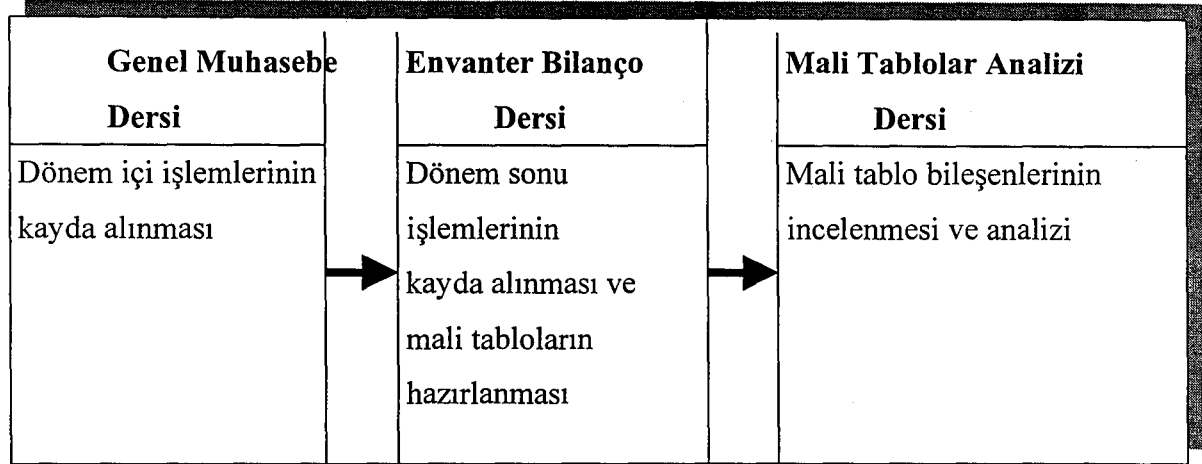 Genel Muhasebe
Dersi
Dönem içi işlemlerinin
kayda alınması
Envanter Bilanço
Dersi
Dönem sonu
işlemlerinin
kayda alınması ve
mali tabloların
hazırlanması
Mali Tablolar Analizi
Dersi
Mali tablo bileşenlerinin
incelenmesi ve analizi